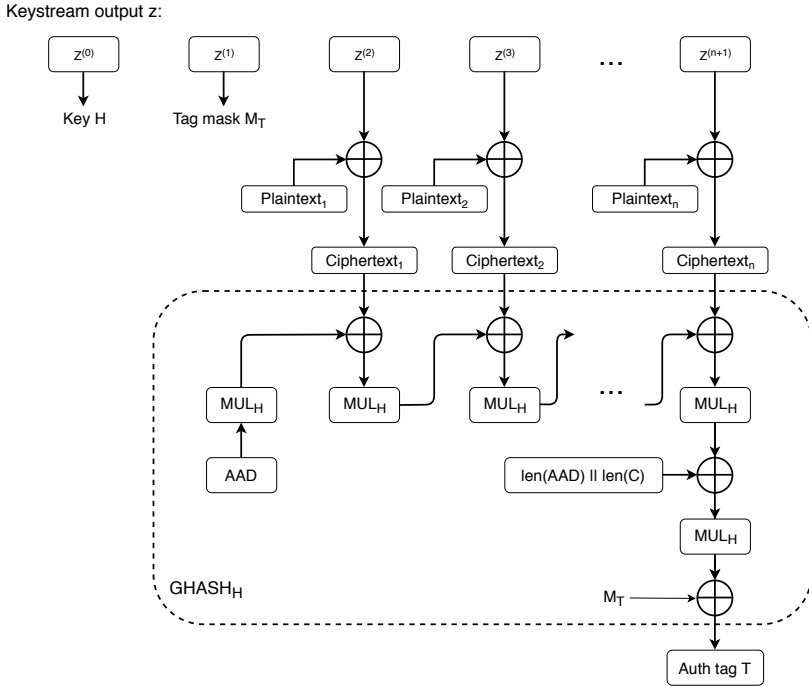 Keystream output z:
z(0)
z(1)
z(2)
z(3)
...
z(n+1)
Key H
Tag mask MT
Plaintext1
Plaintext2
Plaintextn
Ciphertext1
Ciphertext2
Ciphertextn
MULH
MULH
MULH
...
MULH
AAD
len(AAD) || len(C)
MULH
GHASHH
MT
Auth tag T